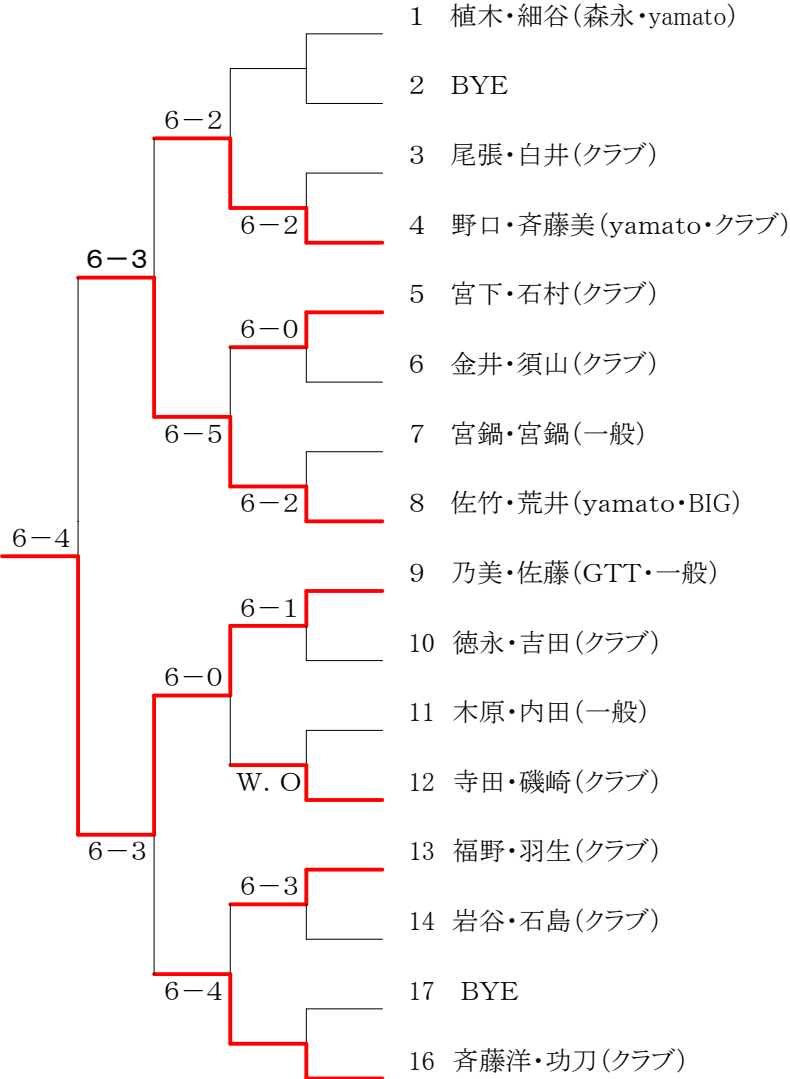 1 植木・細谷(森永・yamato)
2 BYE
6－2
3 尾張・白井(クラブ)
6－2
4 野口・斉藤美(yamato・クラブ)
6－3
5 宮下・石村(クラブ)
6－0
6 金井・須山(クラブ)
6－5
7 宮鍋・宮鍋(一般)
6－2
8 佐竹・荒井(yamato・BIG)
6－4
9 乃美・佐藤(GTT・一般)
6－1
10 徳永・吉田(クラブ)
6－0
11 木原・内田(一般)
W. O
12 寺田・磯崎(クラブ)
6－3
13 福野・羽生(クラブ)
6－3
14 岩谷・石島(クラブ)
6－4
17 BYE
16 斉藤洋・功刀(クラブ)